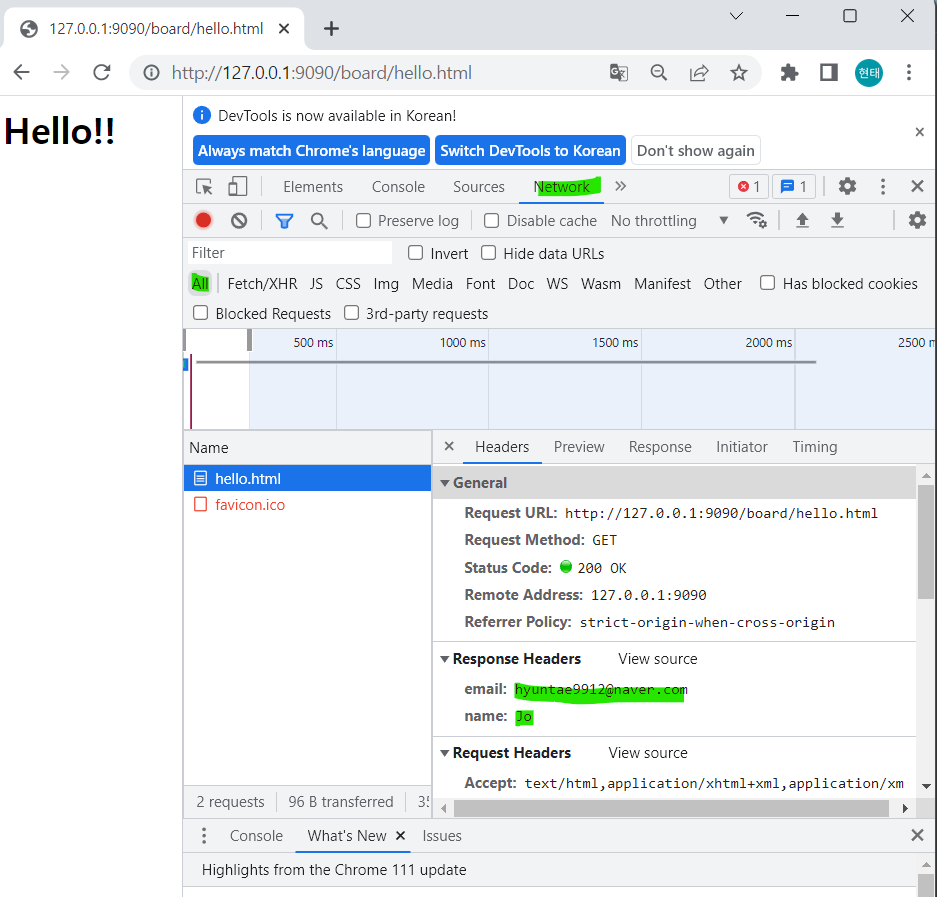 127.0.0.1:9090/board/hello.html
http://127.0.0.1:9090/board/hello.html
현태
Hello!!
DevTools is now available in Korean!
Always match Chrome's language Switch DevTools to Korean Don't show again
Elements Console Sources Network 1 1
Preserve log Disable cache No throttling
Filter Invert Hide data URLs
All Fetch/XHR JS CSS Img Media Font Doc WS Wasm Manifest Other Has blocked cookies
Blocked Requests 3rd-party requests
500 ms 1000 ms 1500 ms 2000 ms 2500 m
Name
hello.html
favicon.ico
Headers Preview Response Initiator Timing
General
Request URL: http://127.0.0.1:9090/board/hello.html
Request Method: GET
Status Code: 200 OK
Remote Address: 127.0.0.1:9090
Referrer Policy: strict-origin-when-cross-origin
Response Headers View source
email: hyuntae9912@naver.com
name: Jo
Request Headers View source
Accept: text/html,application/xhtml+xml,application/xm
2 requests 96 B transferred
Console What's New Issues
Highlights from the Chrome 111 update